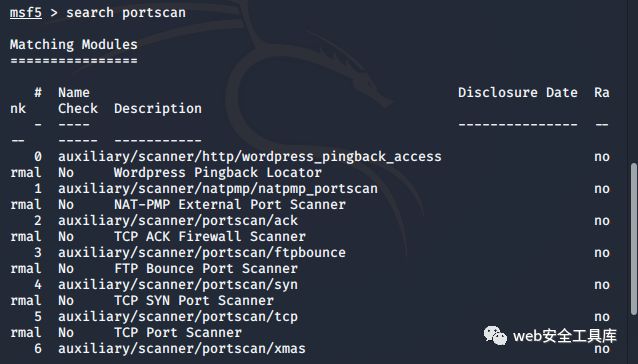 msf5 > search portscan
Matching Modules
================
# Name Disclosure Date Ra
nk Check Description
- ---- --------------- --
-- ----- -----------
0 auxiliary/scanner/http/wordpress_pingback_access no
rmal No Wordpress Pingback Locator
1 auxiliary/scanner/natpmp/natpmp_portscan no
rmal No NAT-PMP External Port Scanner
2 auxiliary/scanner/portscan/ack no
rmal No TCP ACK Firewall Scanner
3 auxiliary/scanner/portscan/ftpbounce no
rmal No FTP Bounce Port Scanner
4 auxiliary/scanner/portscan/syn no
rmal No TCP SYN Port Scanner
5 auxiliary/scanner/portscan/tcp no
rmal No TCP Port Scanner
6 auxiliary/scanner/portscan/xmas no
web安全工具库